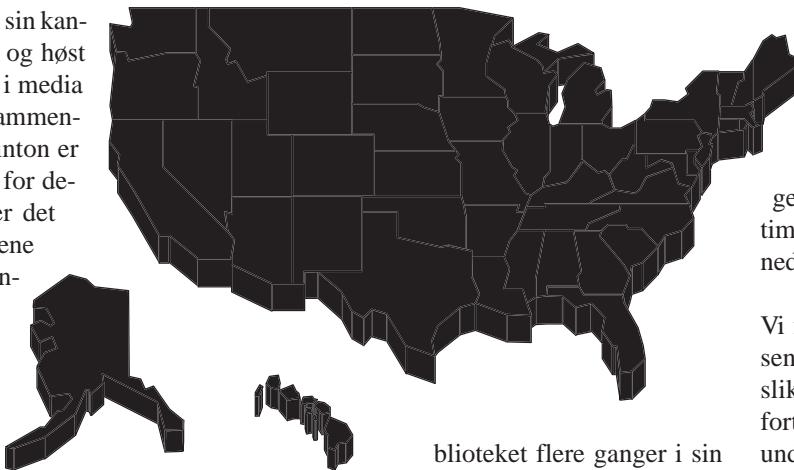 sin kan-
og høst
i media
ammen-
inton er
for de-
er det
ene
n-
blioteket flere ganger i sin
ge
tim
ned
Vi
sen
slik
fort
und